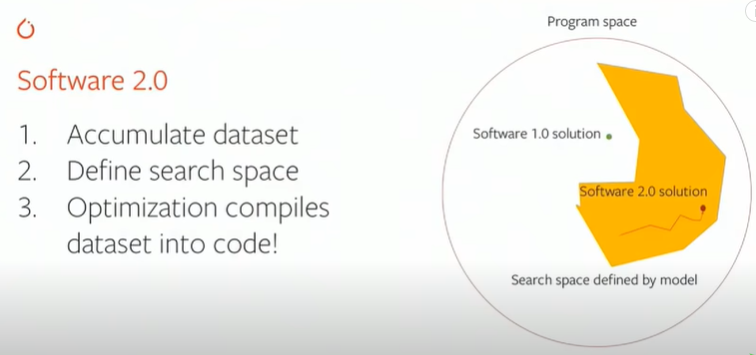 Software 2.0
1. Accumulate dataset
2. Define search space
3. Optimization compiles
dataset into code!
Program space
Software 1.0 solution
Software 2.0 solution
Search space defined by model